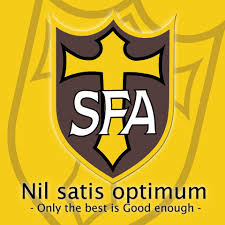 SFA
Nil satis optimum
- Only the best is Good enough -